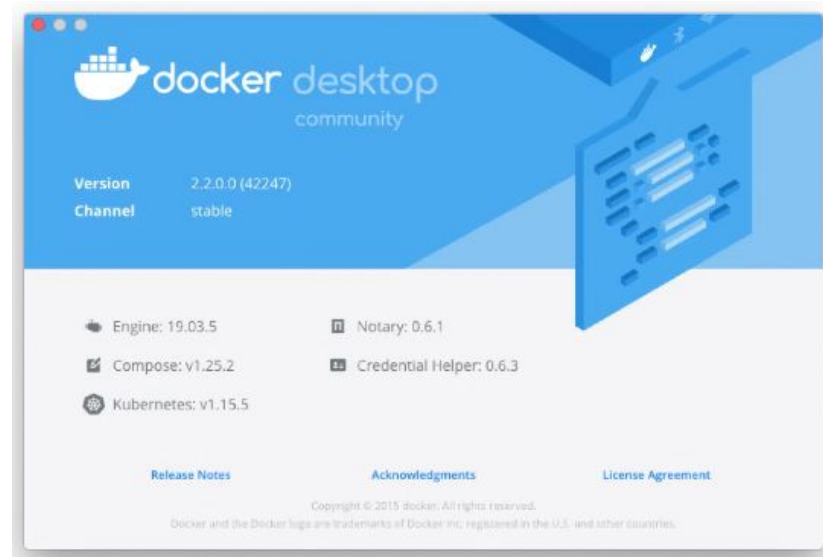 docker desktop
community
Version 2.2.0.0 (42247)
Channel stable
Engine: 19.03.5
Notary: 0.6.1
Compose: v1.25.2
Credential Helper: 0.6.3
Kubernetes: v1.15.5
Release Notes
Acknowledgments
License Agreement
Copyright © 2015 docker. All rights reserved.
Docker and the Docker logo are trademarks of Docker Inc, registered in the U.S. and other countries.